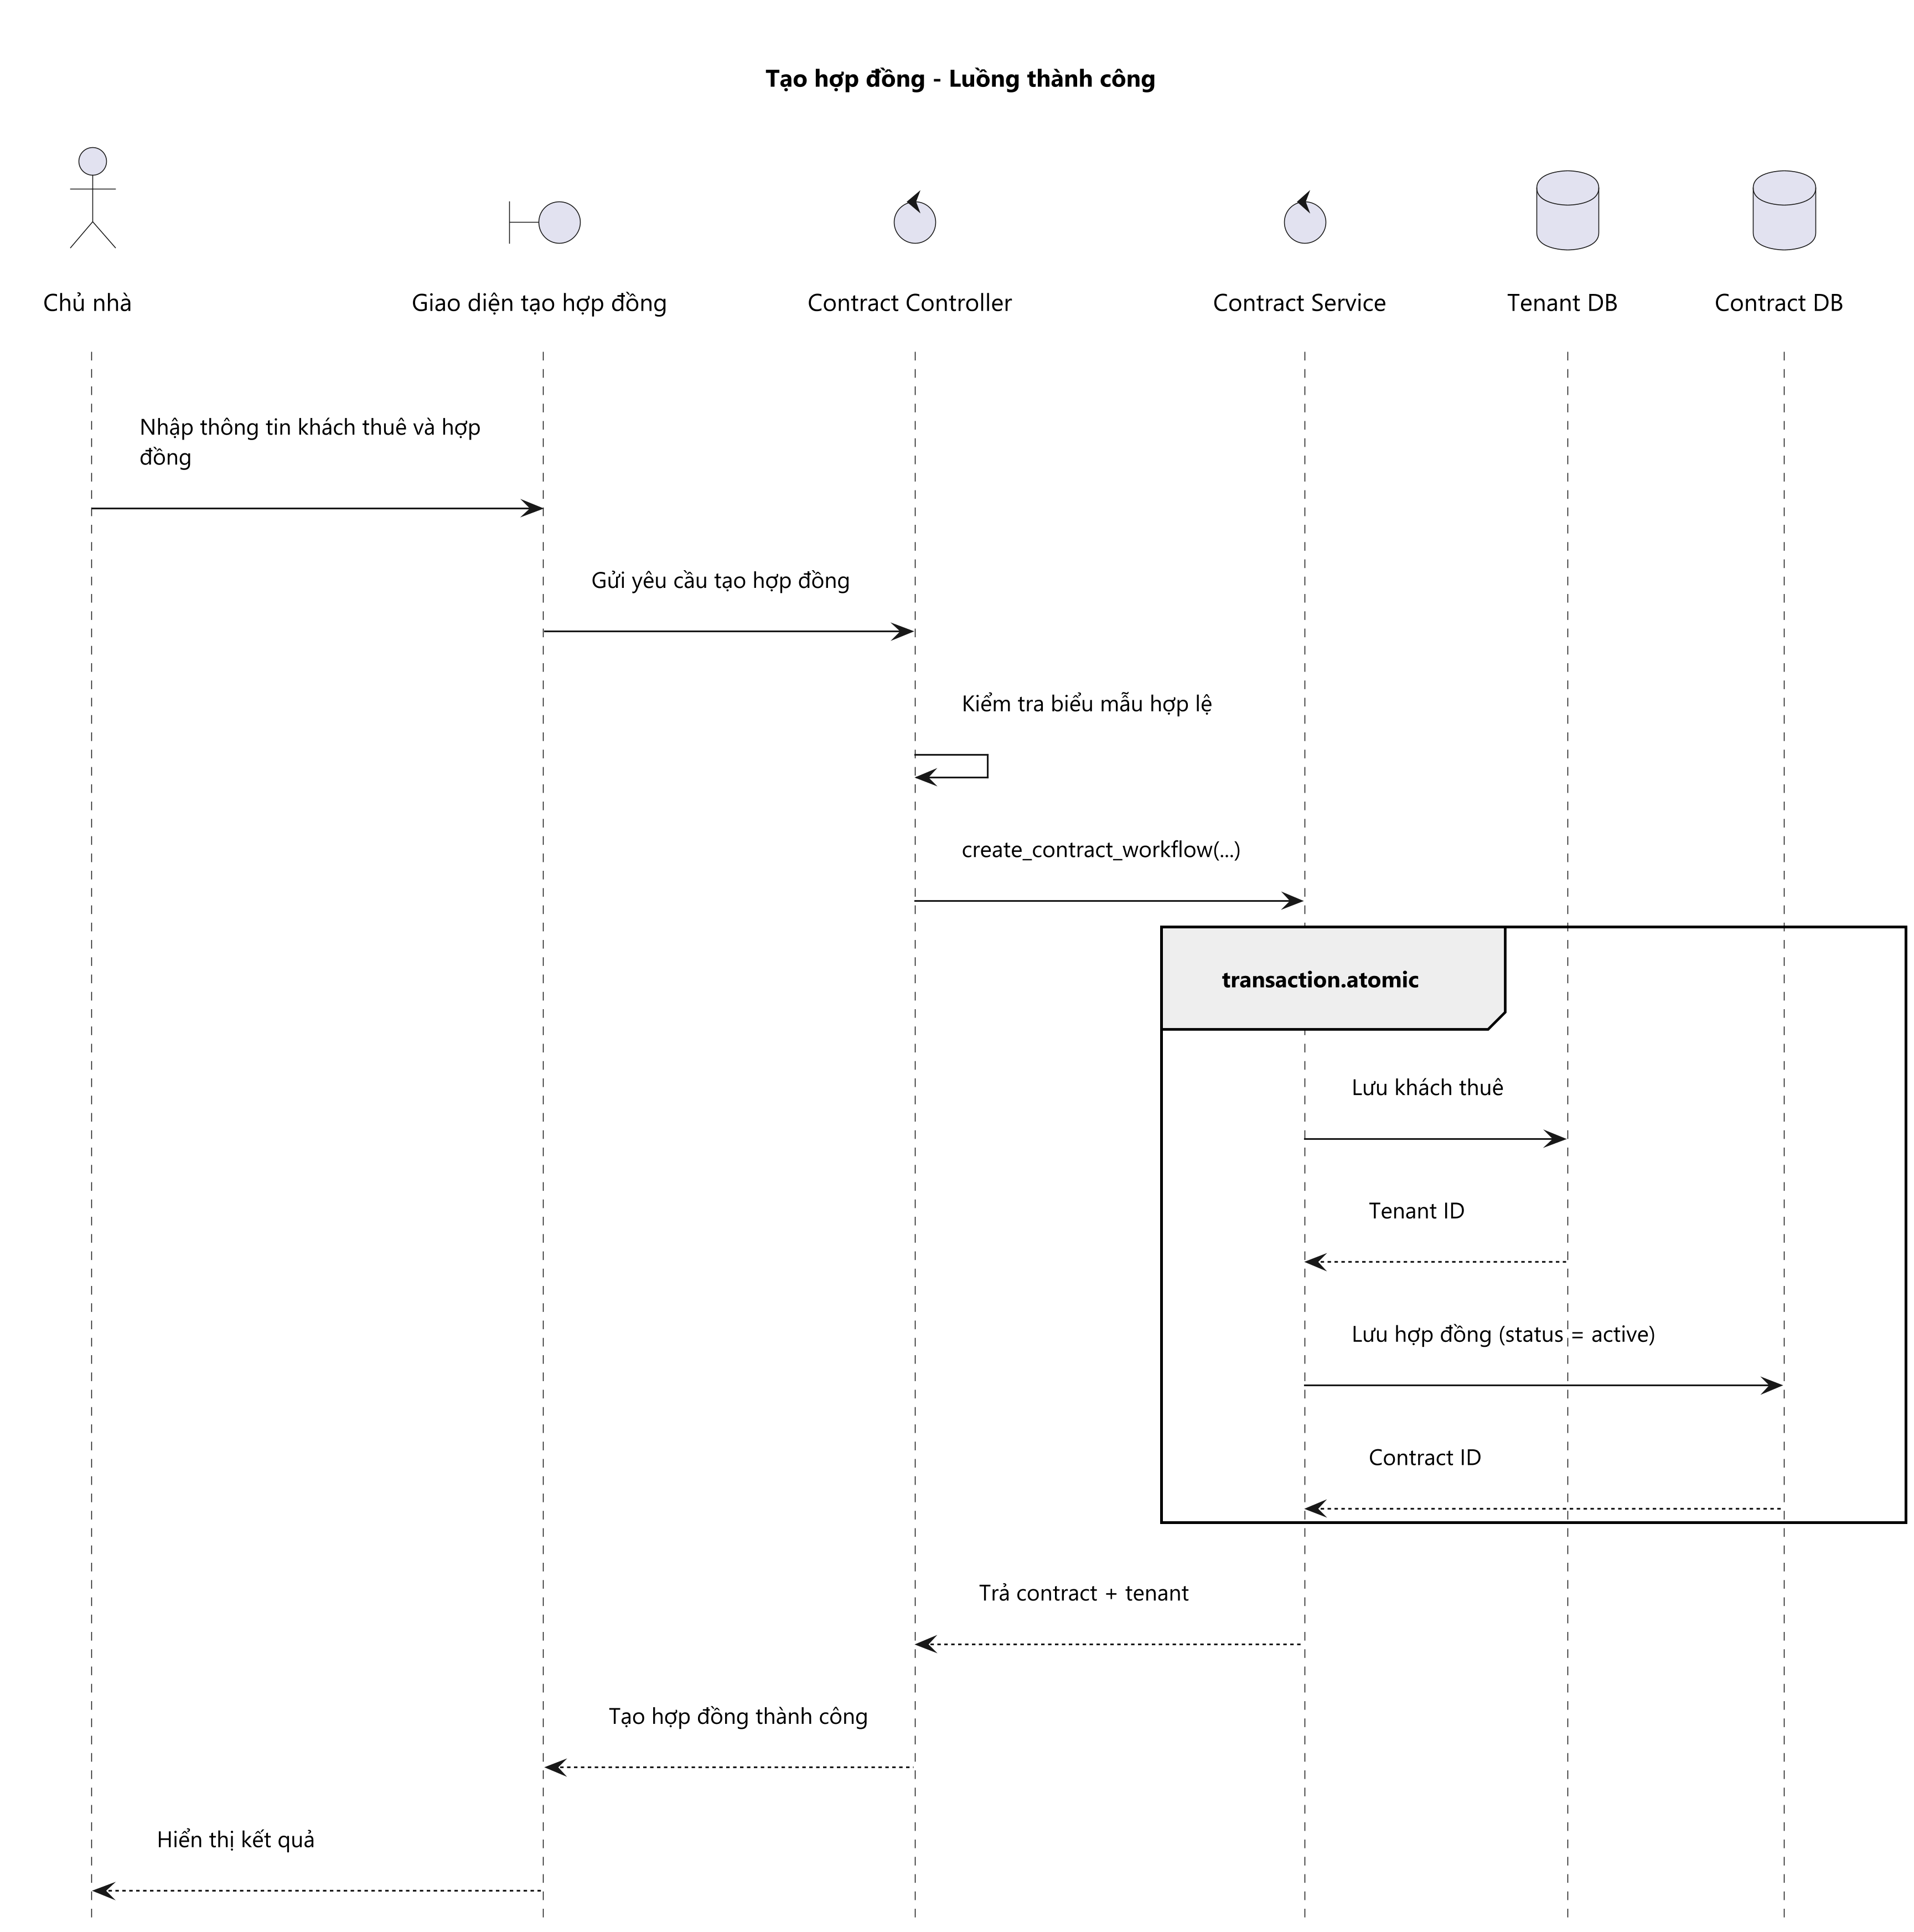 Tạo hợp đồng - Luồng thành công
Chủ nhà
Giao diện tạo hợp đồng
Contract Controller
Contract Service
Tenant DB
Contract DB
Nhập thông tin khách thuê và hợp
đồng
Gửi yêu cầu tạo hợp đồng
Kiểm tra biểu mẫu hợp lệ
create_contract_workflow(...)
transaction.atomic
Lưu khách thuê
Tenant ID
Lưu hợp đồng (status = active)
Contract ID
Trả contract + tenant
Tạo hợp đồng thành công
Hiển thị kết quả